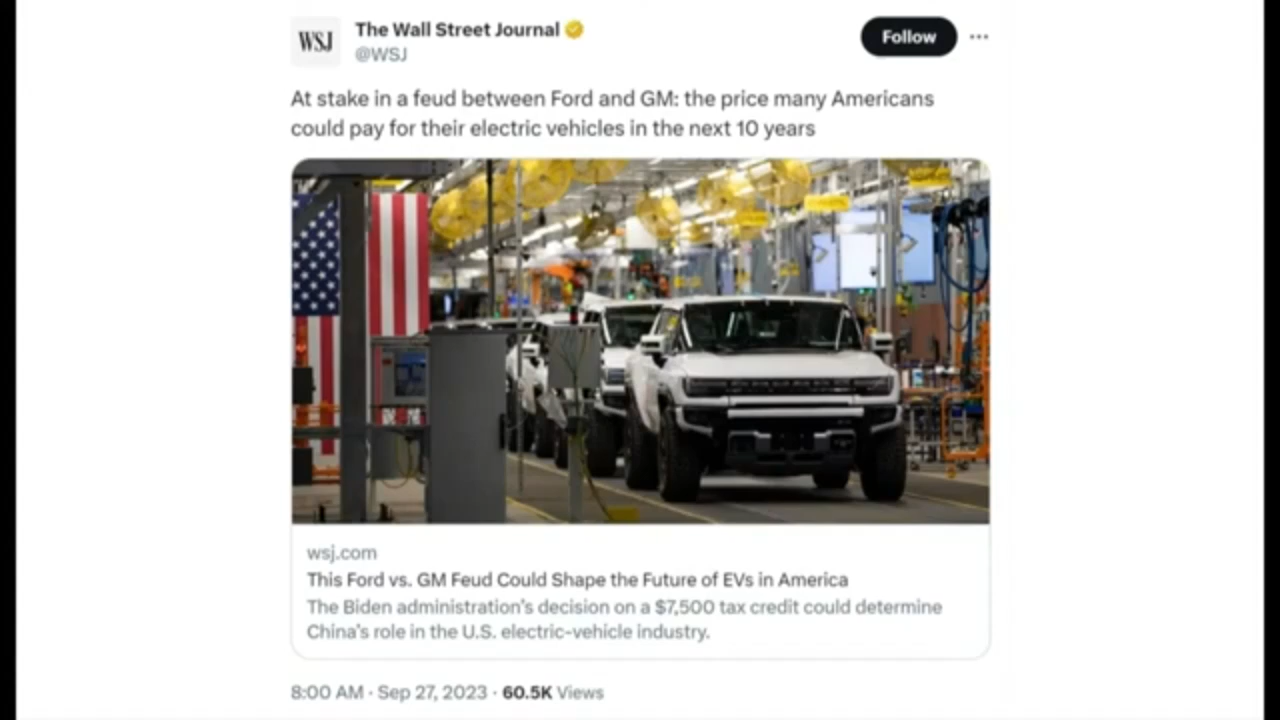 WSJ
The Wall Street Journal
@WSJ
Follow
At stake in a feud between Ford and GM: the price many Americans
could pay for their electric vehicles in the next 10 years
wsj.com
This Ford vs. GM Feud Could Shape the Future of EVs in America
The Biden administration's decision on a $7,500 tax credit could determine
China's role in the U.S. electric-vehicle industry.
8:00 AM · Sep 27, 2023 · 60.5K Views